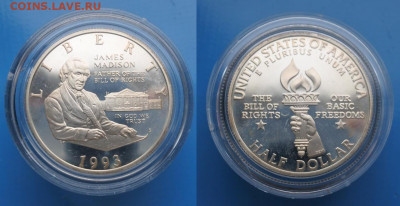 COINS.LAVE.RU
LIBERTY
JAMES
MADISON
FATHER OF THE
BILL OF RIGHTS
IN GOD WE
TRUST
1993
UNITED STATES OF AMERICA
E PLURIBUS UNUM
THE
BILL OF
RIGHTS
OUR
BASIC
FREEDOMS
HALF DOLLAR